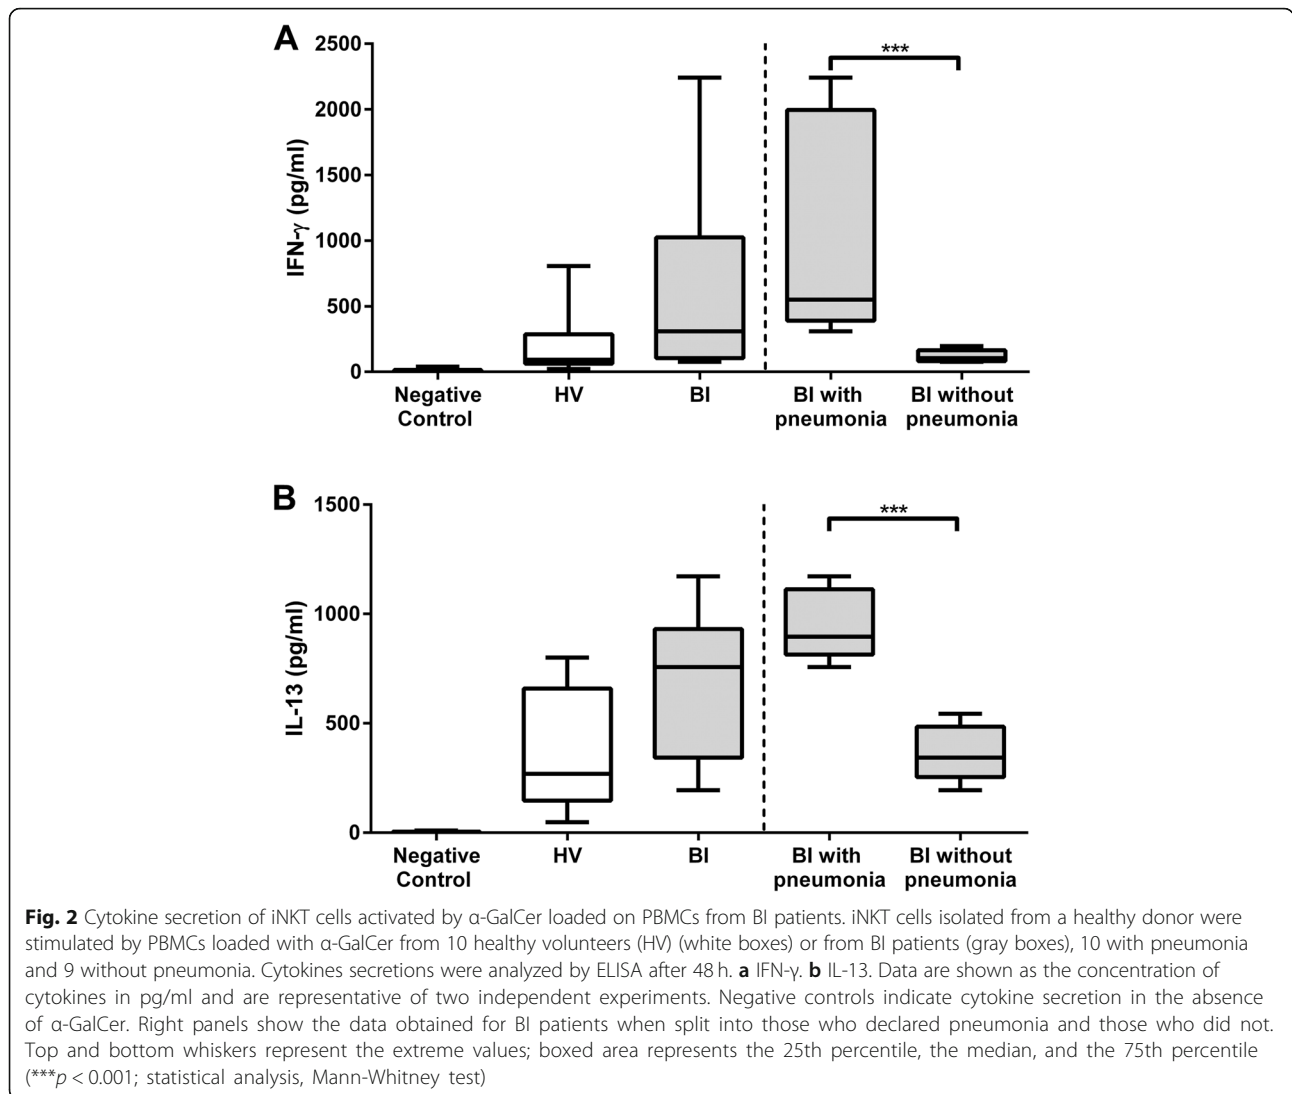 A
2500
2000
1500
1000
500
0
IFN-γ (pg/ml)
***
Negative Control
HV
BI
BI with pneumonia
BI without pneumonia
B
1500
1000
500
0
IL-13 (pg/ml)
***
Negative Control
HV
BI
BI with pneumonia
BI without pneumonia
Fig. 2 Cytokine secretion of iNKT cells activated by α-GalCer loaded on PBMCs from BI patients. iNKT cells isolated from a healthy donor were
stimulated by PBMCs loaded with α-GalCer from 10 healthy volunteers (HV) (white boxes) or from BI patients (gray boxes), 10 with pneumonia
and 9 without pneumonia. Cytokines secretions were analyzed by ELISA after 48 h. a IFN-γ. b IL-13. Data are shown as the concentration of
cytokines in pg/ml and are representative of two independent experiments. Negative controls indicate cytokine secretion in the absence
of α-GalCer. Right panels show the data obtained for BI patients when split into those who declared pneumonia and those who did not.
Top and bottom whiskers represent the extreme values; boxed area represents the 25th percentile, the median, and the 75th percentile
(***p < 0.001; statistical analysis, Mann-Whitney test)